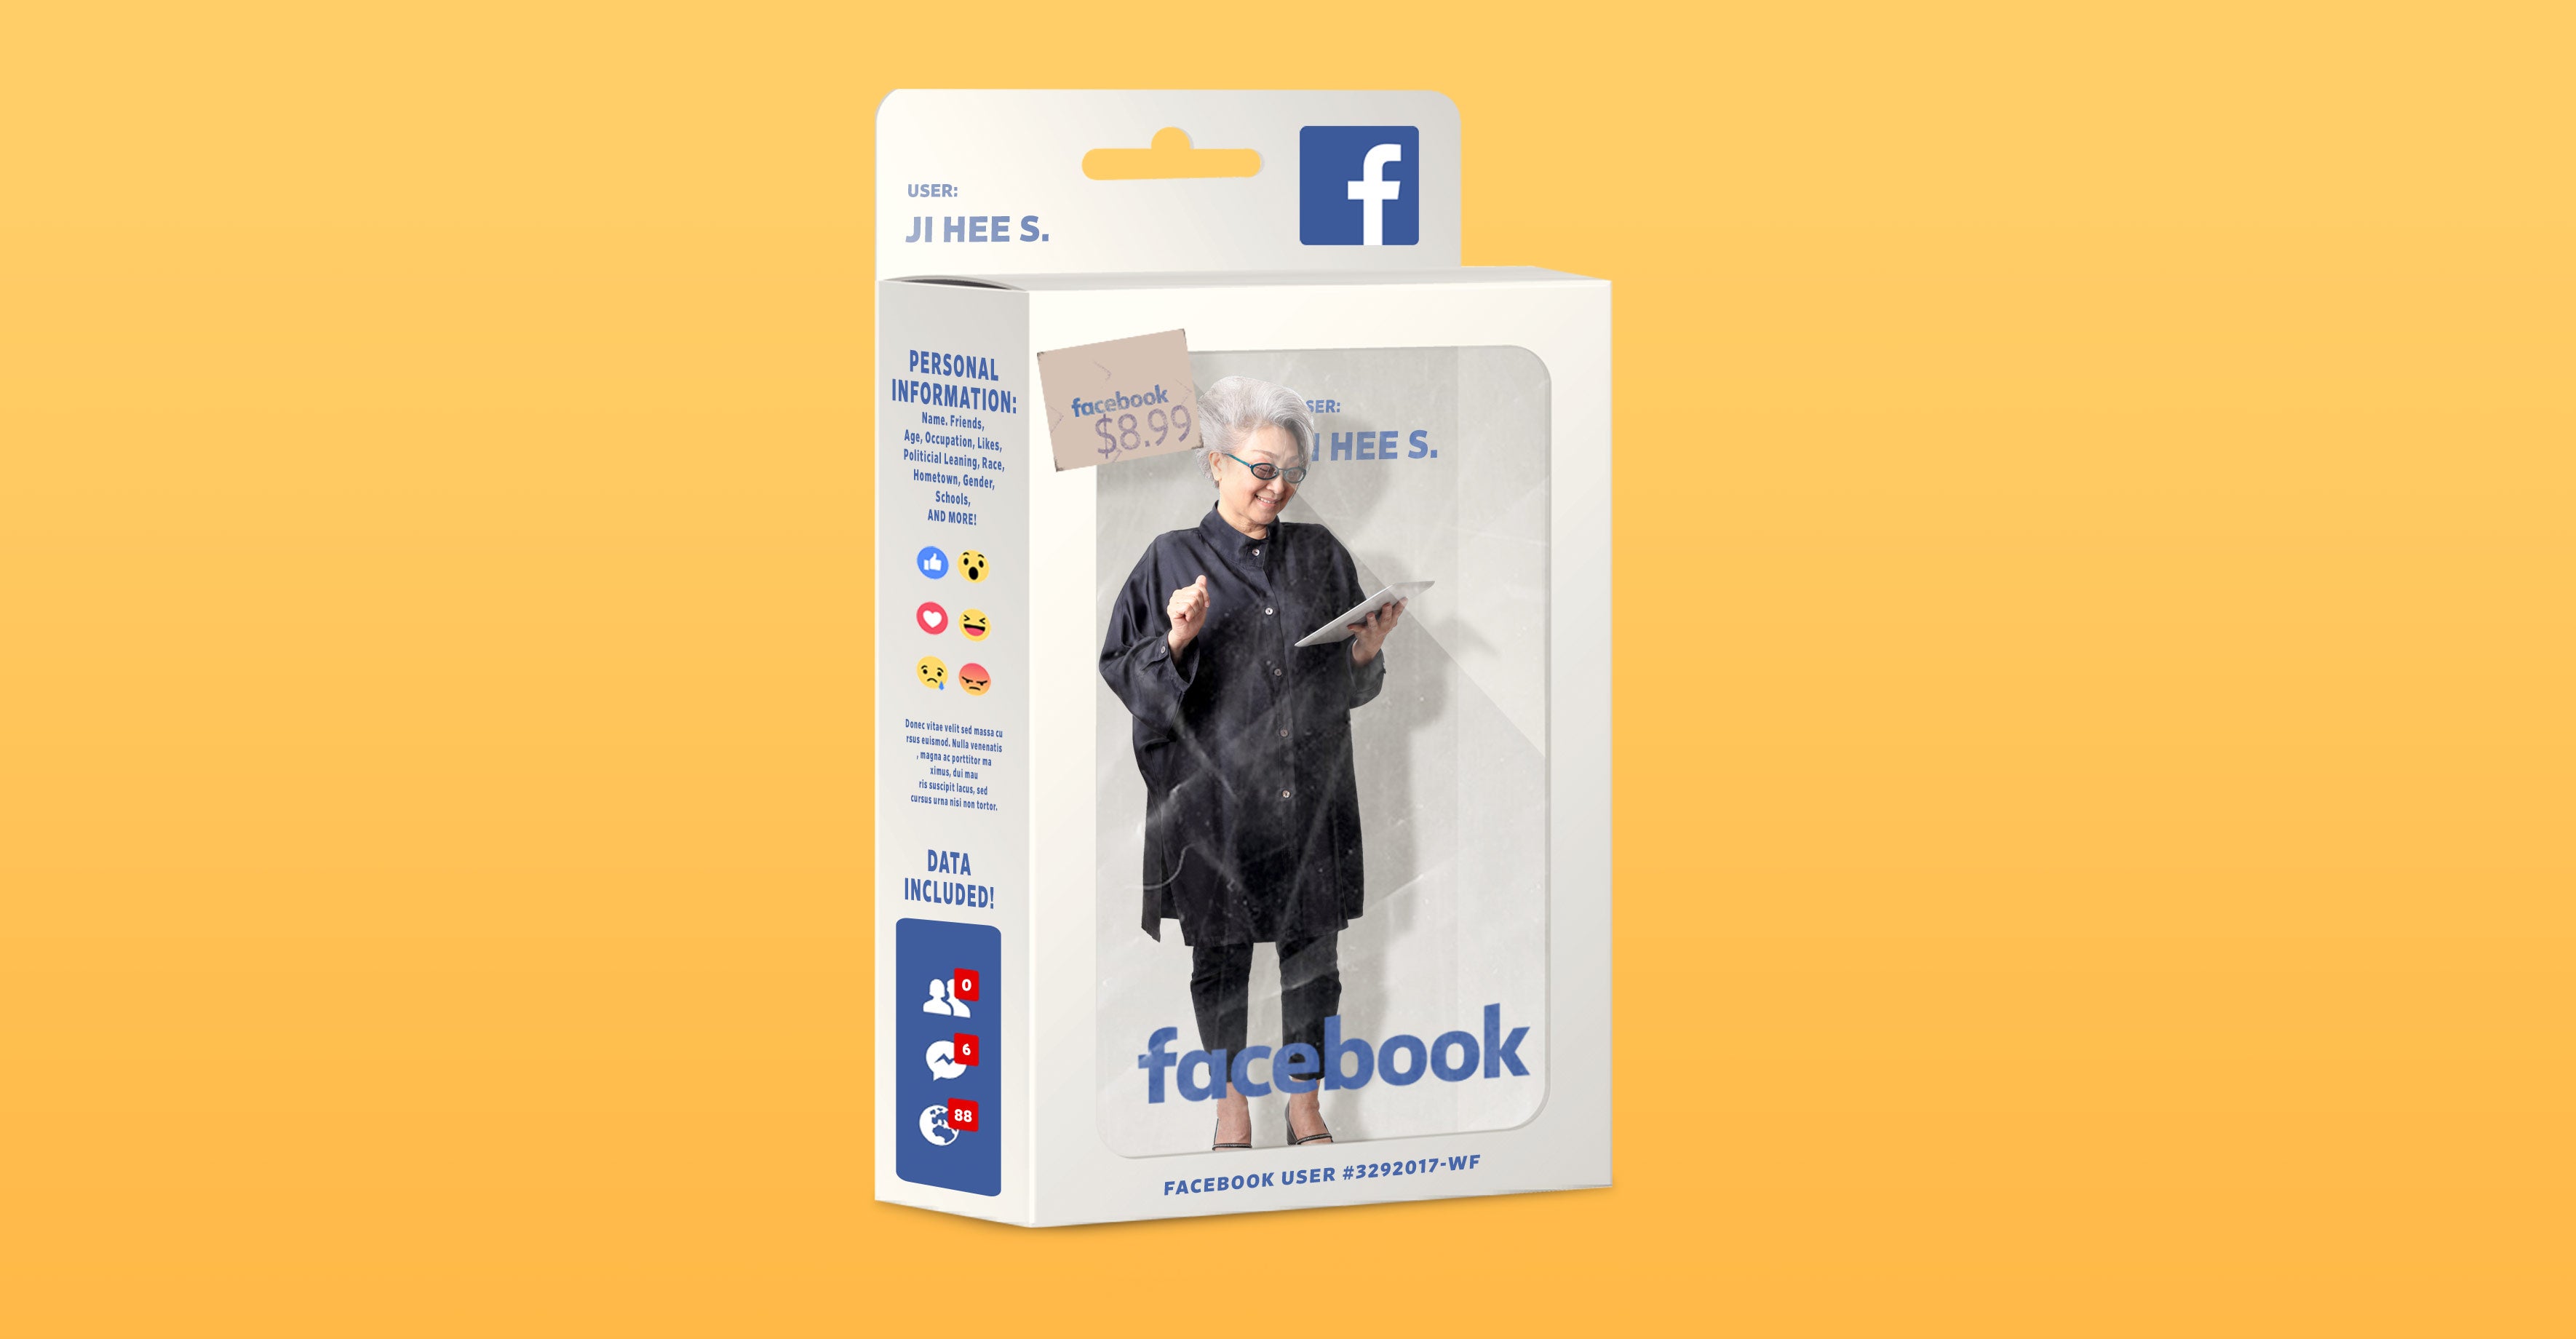 USER:
JI HEE S.
f
PERSONAL
INFORMATION:
Name. Friends,
Age, Occupation, Likes,
Politicial Leaning, Race,
Hometown, Gender,
Schools,
AND MORE!
Donec vitae velit sed massa cu
rsus euismod. Nulla venenatis
, magna ac porttitor ma
ximus, dui mau
ris suscipit lacus, sed
cursus urna nisi non tortor.
DATA
INCLUDED!
0
6
88
facebook
$8.99
SER:
I HEE S.
facebook
FACEBOOK USER #3292017-WF